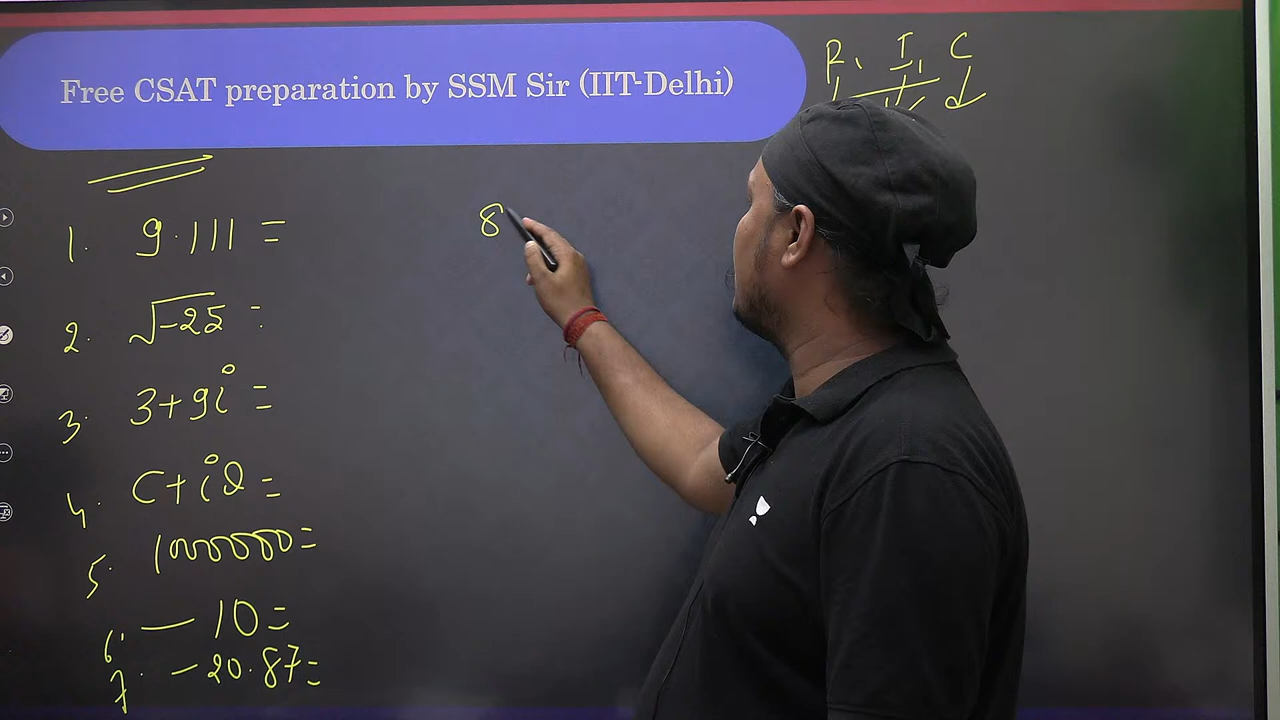 Free CSAT preparation by SSM Sir (IIT-Delhi)
R, I, C
1. 9.111 =
8
2. √-25 =
3. 3+9i =
4. C+id =
5. 1000000 =
6. -10 =
7. -20.87 =